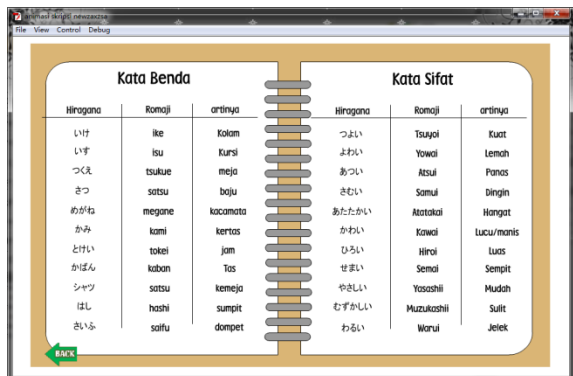 animasi skripti newzaxzsa
File View Control Debug
Kata Benda
Hiragana Romaji artinya
いけ ike Kolam
いす isu Kursi
つくえ tsukue meja
さつ satsu baju
めがね megane kacamata
かみ kami kertas
とけい tokei jam
かばん kaban Tas
シャツ satsu kemeja
はし hashi sumpit
さいふ saifu dompet
BACK
Kata Sifat
Hiragana Romaji artinya
つよい Tsuyoi Kuat
よわい Yowai Lemah
あつい Atsui Panas
さむい Samui Dingin
あたたかい Atatakai Hangat
かわい Kawai Lucu/manis
ひろい Hiroi Luas
せまい Semai Sempit
やさしい Yasashii Mudah
むずかしい Muzukashii Sulit
わるい Warui Jelek